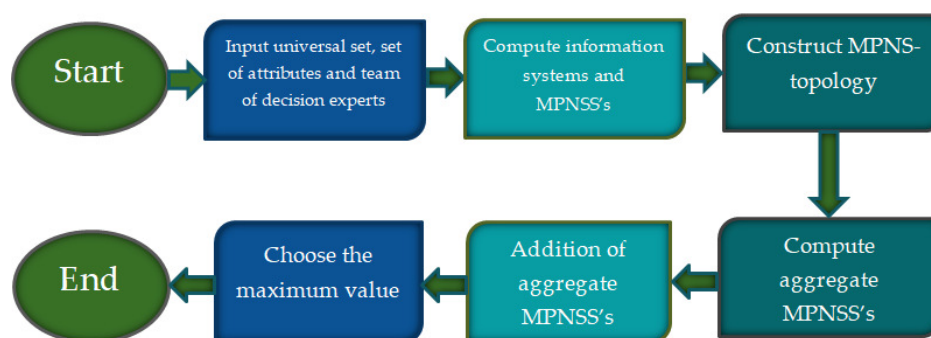 Start
Input universal set, set
of attributes and team
of decision experts
Compute information
systems and
MPNSS's
Construct MPNS-
topology
Compute
aggregate
MPNSS's
Addition of
aggregate
MPNSS's
Choose the
maximum value
End